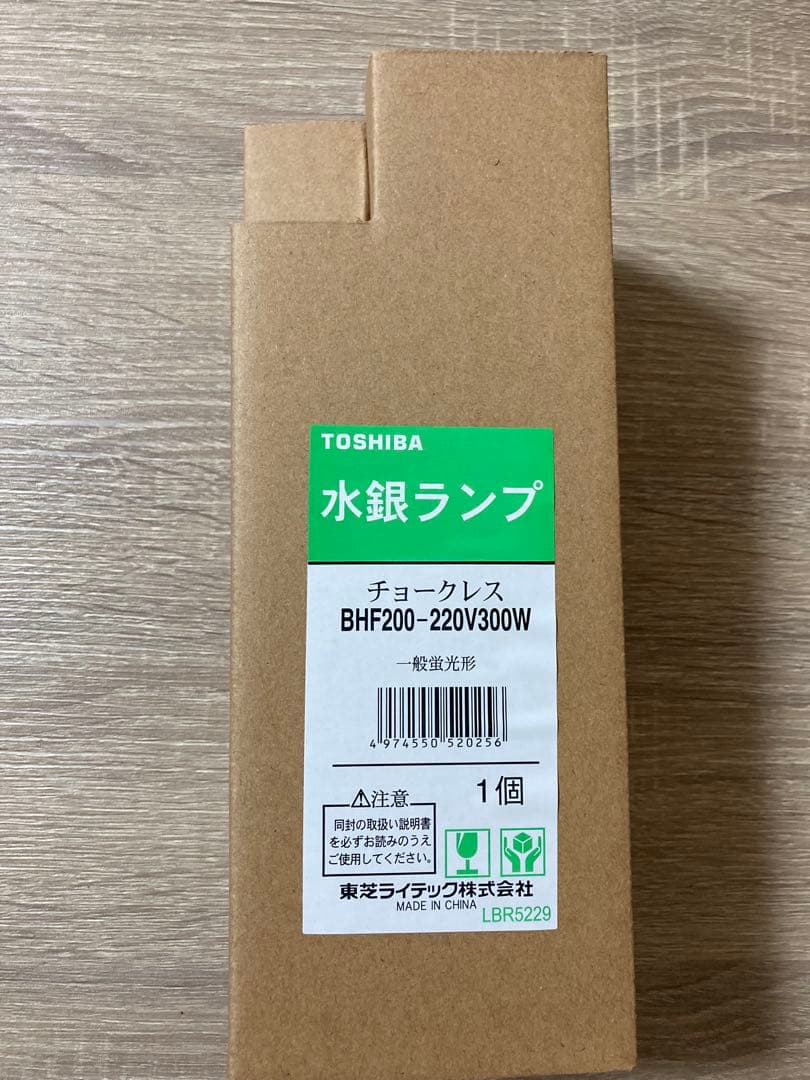 TOSHIBA
水銀ランプ
チョークレス
BHF200-220V300W
一般蛍光形
4 974550 520256
1個
⚠注意
同封の取扱い説明書
を必ずお読みのうえ
ご使用してください。
東芝ライテック株式会社
MADE IN CHINA
LBR5229